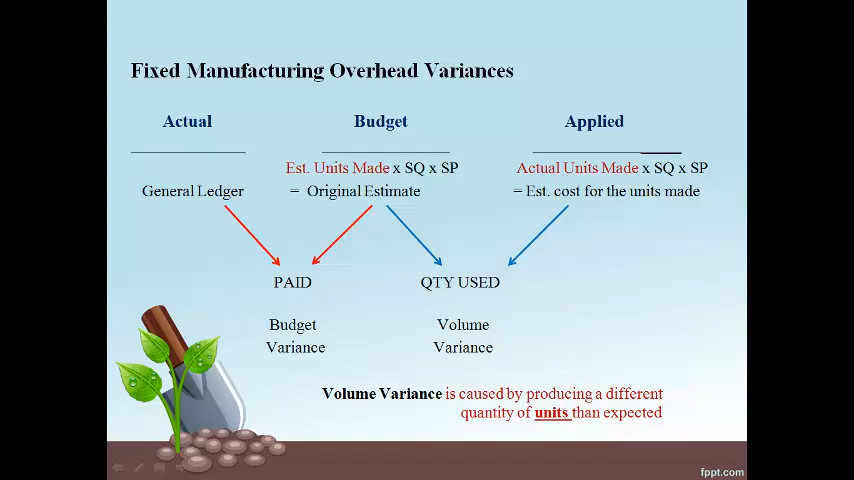 Fixed Manufacturing Overhead Variances
Actual Budget Applied
Est. Units Made x SQ x SP Actual Units Made x SQ x SP
General Ledger = Original Estimate = Est. cost for the units made
PAID QTY USED
Budget Volume
Variance Variance
Volume Variance is caused by producing a different
quantity of units than expected
fppt.com